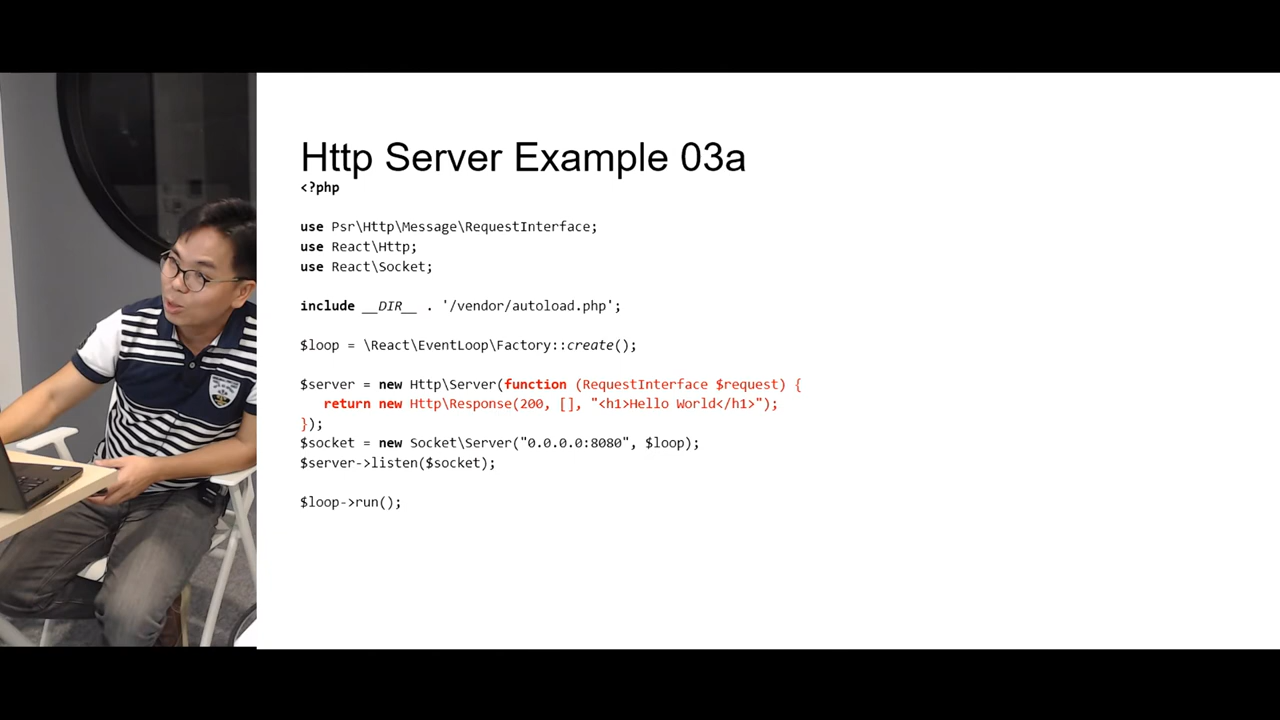 Http Server Example 03a
<?php
use Psr\Http\Message\RequestInterface;
use React\Http;
use React\Socket;
include __DIR__ . '/vendor/autoload.php';
$loop = \React\EventLoop\Factory::create();
$server = new Http\Server(function (RequestInterface $request) {
return new Http\Response(200, [], "<h1>Hello World</h1>");
});
$socket = new Socket\Server("0.0.0.0:8080", $loop);
$server->listen($socket);
$loop->run();